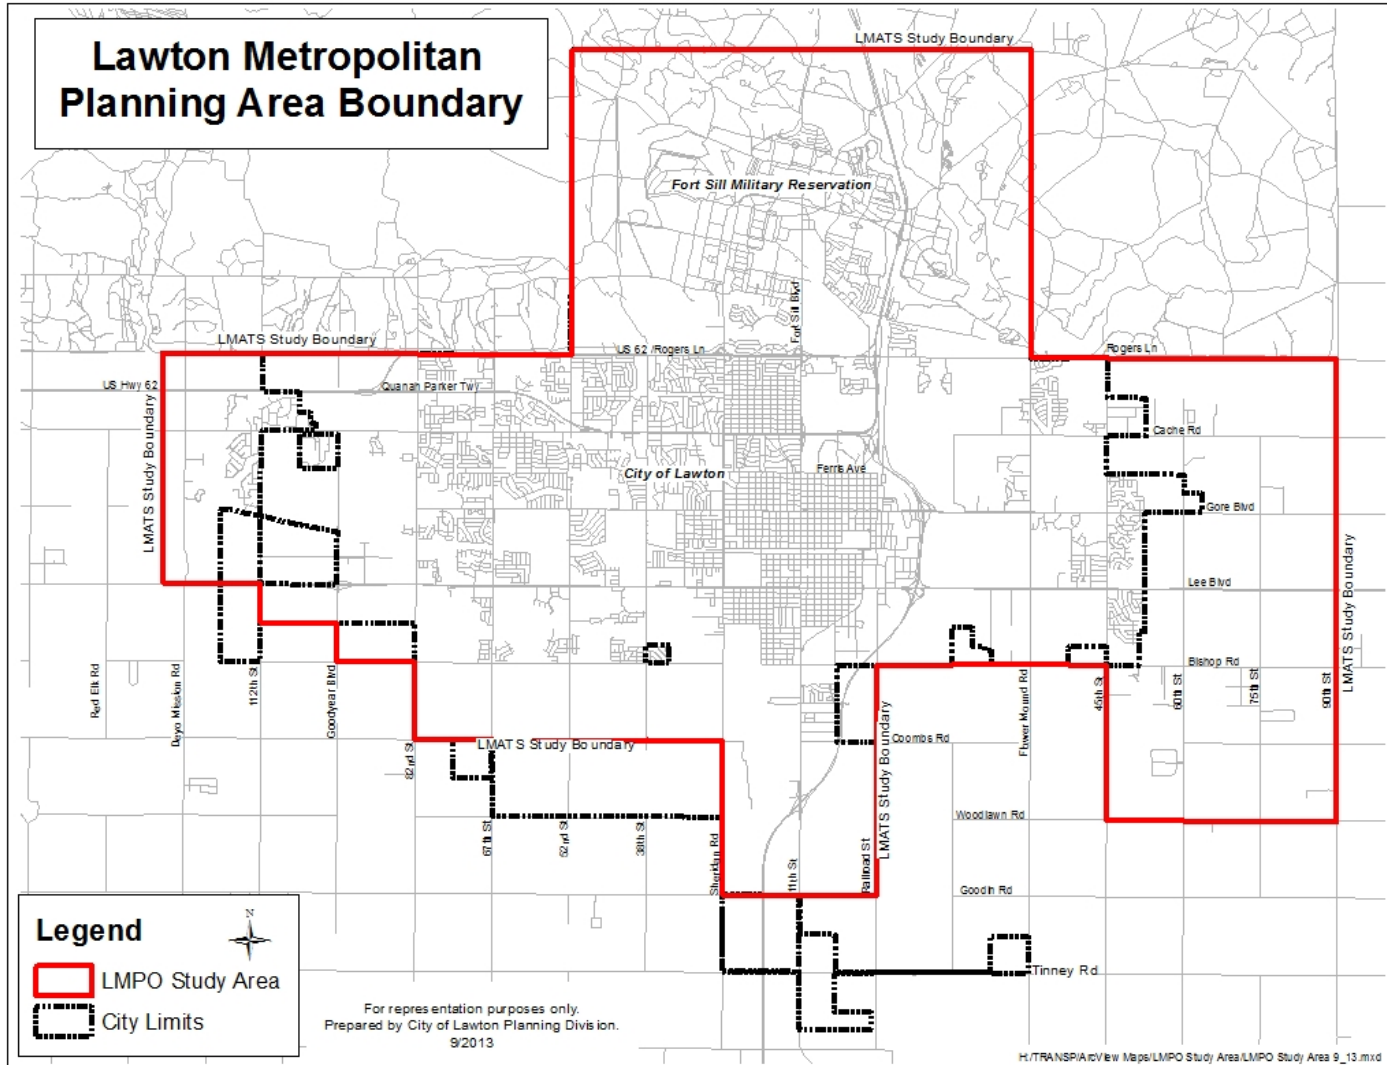 Lawton Metropolitan
Planning Area Boundary
LMATS Study Boundary
Fort Sill Military Reservation
Fort Sill Blvd
LMATS Study Boundary
US 62 /Rogers Ln
Rogers Ln
US Hwy 62
Quanah Parker Twy
LMATS Study Boundary
Cache Rd
City of Lawton
Ferris Ave
Gore Blvd
Lee Blvd
LMATS Study Boundary
Bishop Rd
Red Elk Rd
Deyo Mission Rd
112th St
Goodyear Blvd
82nd St
LMATS Study Boundary
67th St
52nd St
38th St
Sheridan Rd
11th St
Railroad St
LMATS Study Boundary
Coombs Rd
Flower Mound Rd
45th St
60th St
75th St
90th St
Woodlawn Rd
Goodin Rd
Tinney Rd
Legend
N
LMPO Study Area
City Limits
For representation purposes only.
Prepared by City of Lawton Planning Division.
9/2013
H:/TRANSP/ArcView Maps/LMPO Study Area/LMPO Study Area 9_13.mxd